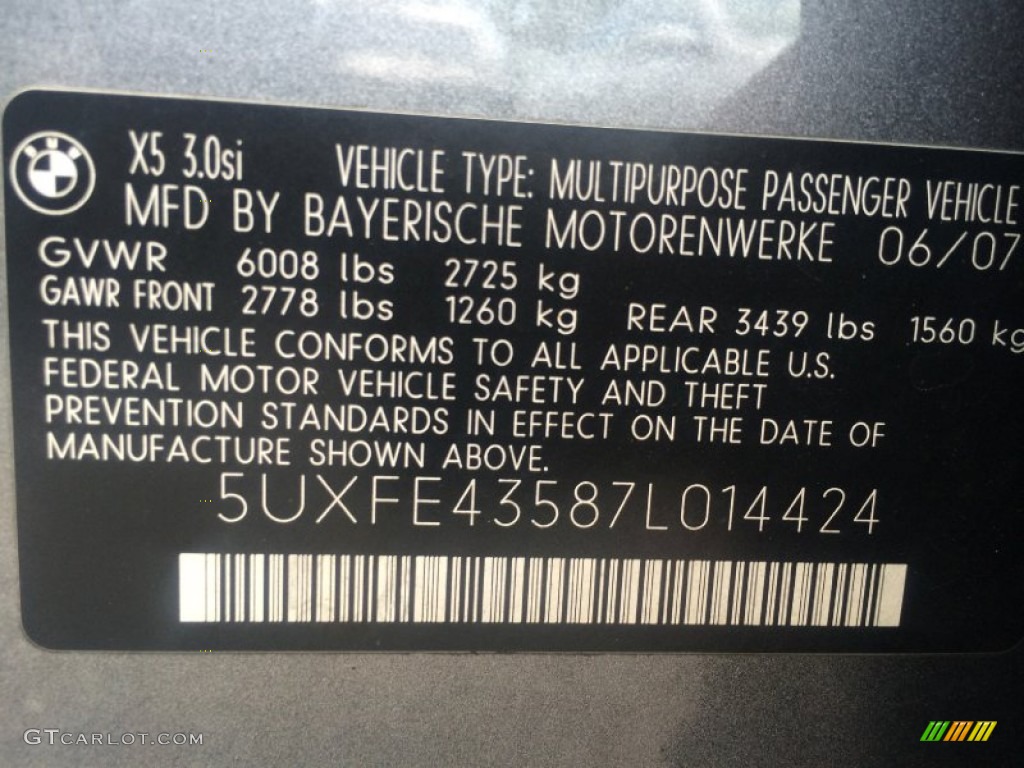 BMW
X5 3.0si VEHICLE TYPE: MULTIPURPOSE PASSENGER VEHICLE
MFD BY BAYERISCHE MOTORENWERKE 06/07
GVWR 6008 lbs 2725 kg
GAWR FRONT 2778 lbs 1260 kg REAR 3439 lbs 1560 kg
THIS VEHICLE CONFORMS TO ALL APPLICABLE U.S.
FEDERAL MOTOR VEHICLE SAFETY AND THEFT
PREVENTION STANDARDS IN EFFECT ON THE DATE OF
MANUFACTURE SHOWN ABOVE.
5UXFE43587L014424
GTCARLOT.COM